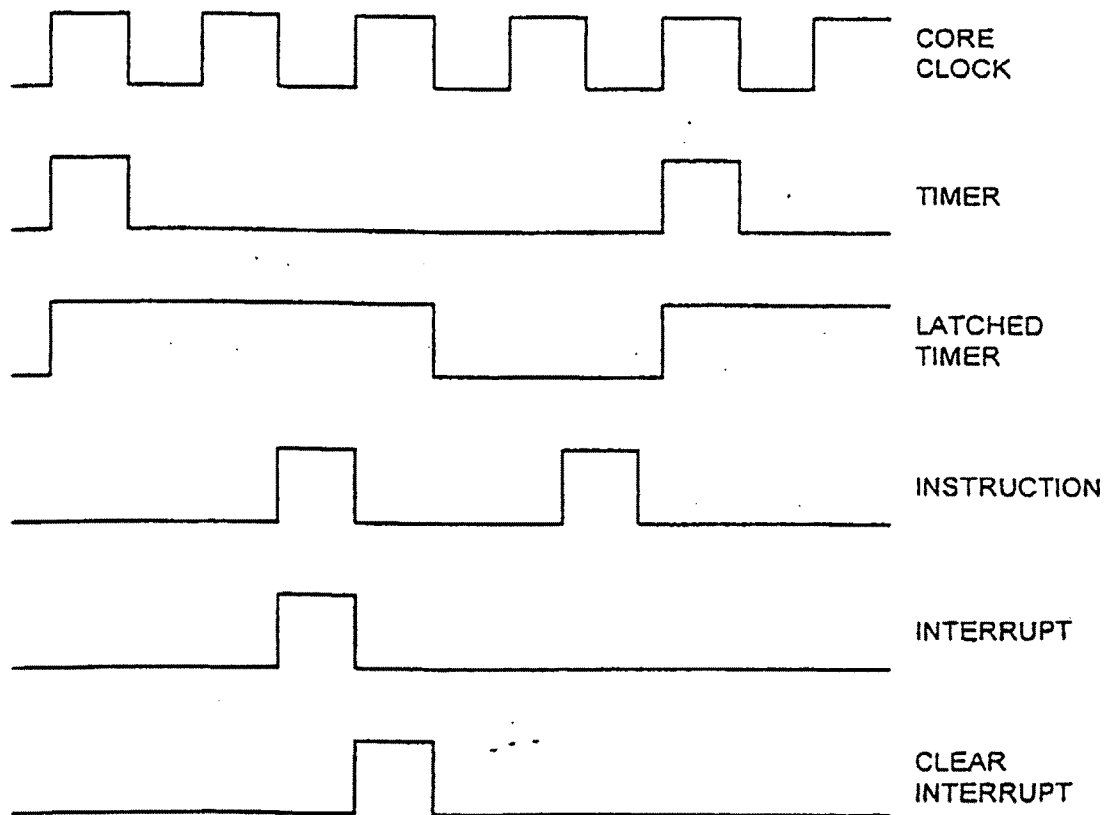 CORE
CLOCK
TIMER
LATCHED
TIMER
INSTRUCTION
INTERRUPT
CLEAR
INTERRUPT